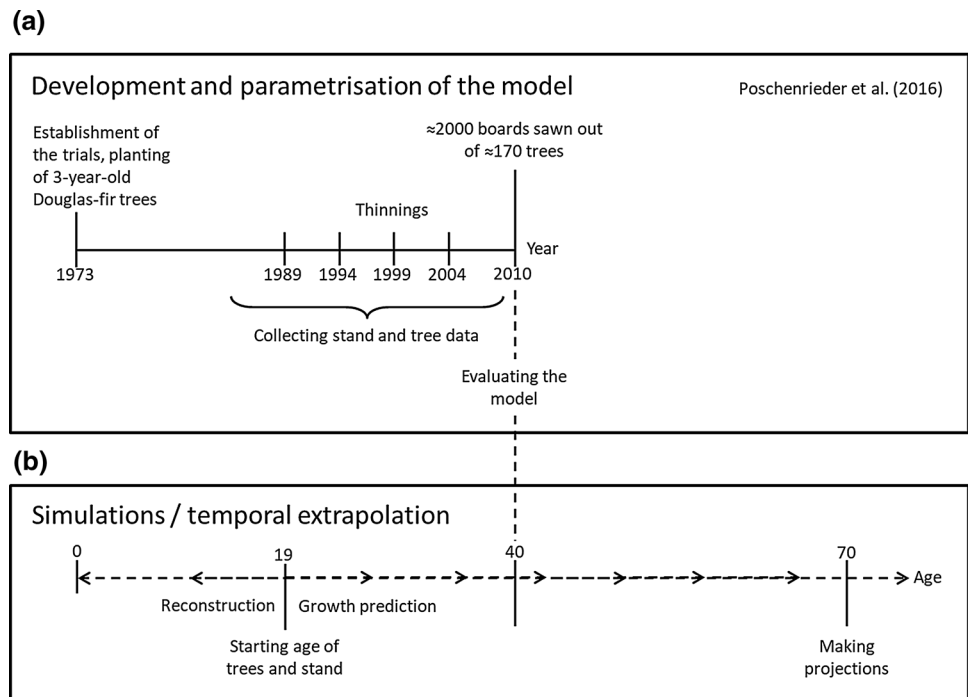 (a)
Development and parametrisation of the model
Poschenrieder et al. (2016)
Establishment of
the trials, planting
of 3-year-old
Douglas-fir trees
≈2000 boards sawn out
of ≈170 trees
Thinnings
Year
1973
1989
1994
1999
2004
2010
Collecting stand and tree data
Evaluating the
model
(b)
Simulations / temporal extrapolation
0
19
40
70
Age
Reconstruction
Growth prediction
Starting age of
trees and stand
Making
projections